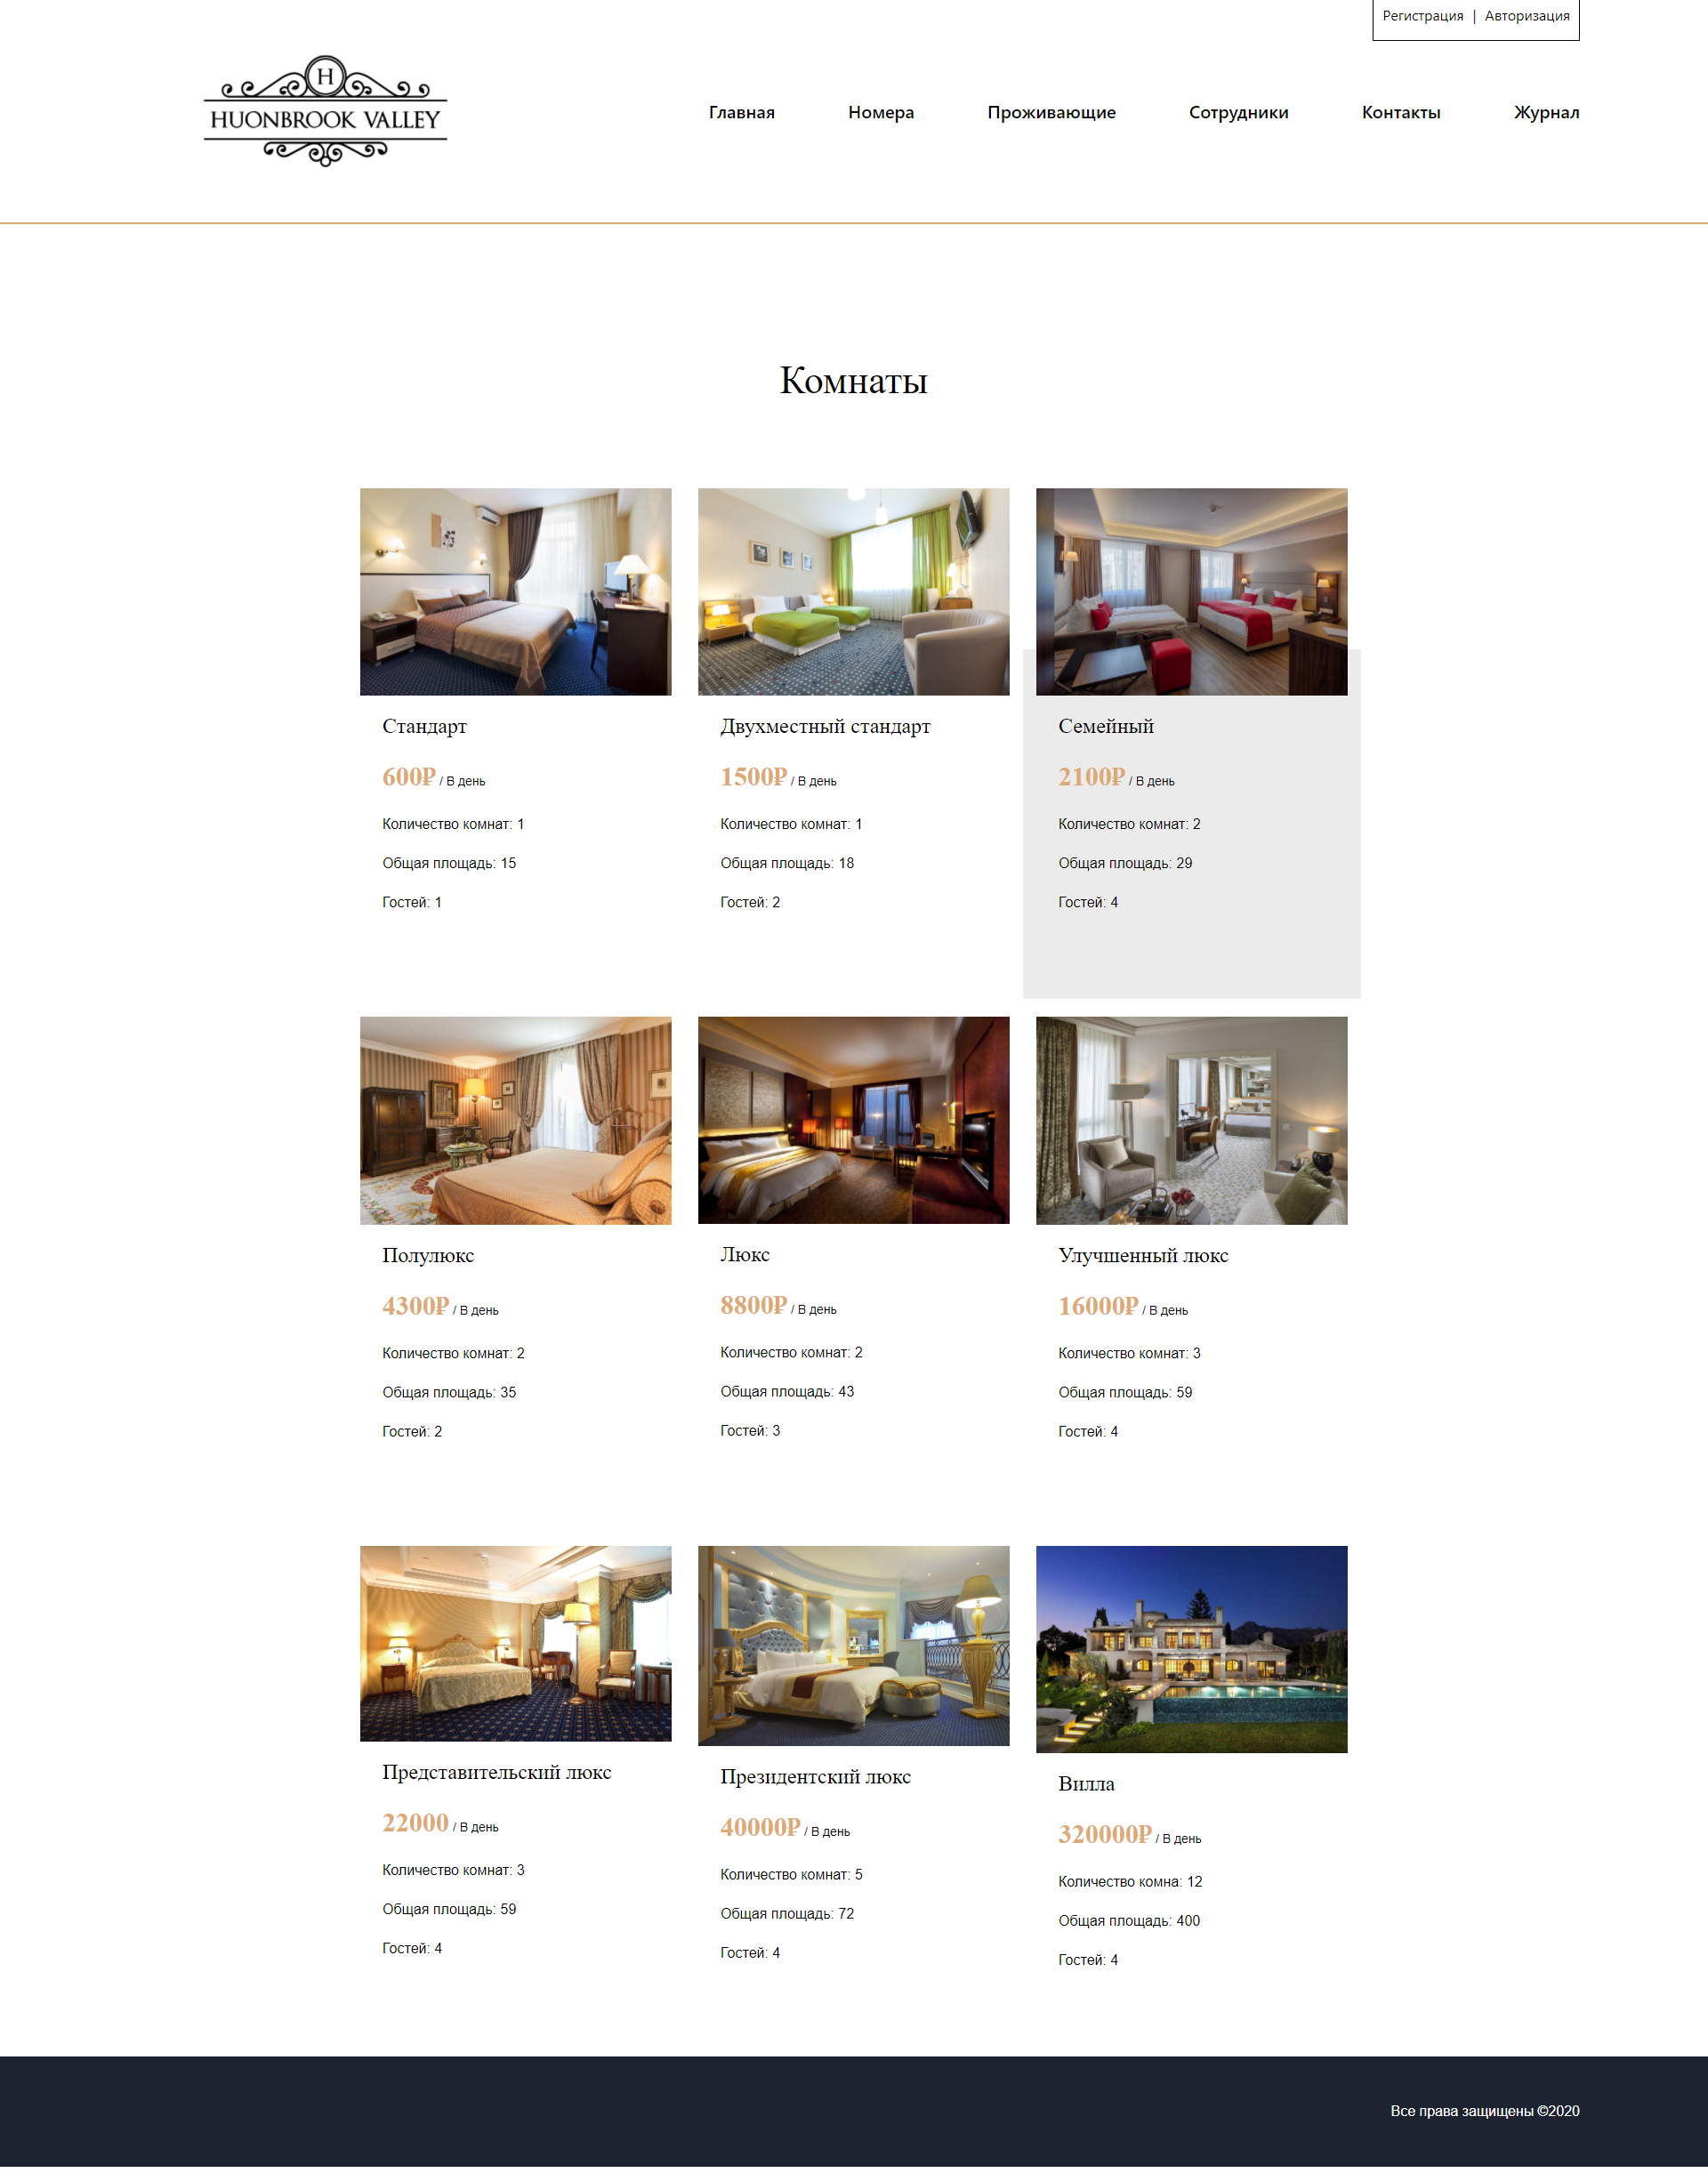 Регистрация | Авторизация
H
HUONBROOK VALLEY
Главная Номера Проживающие Сотрудники Контакты Журнал
Комнаты
Стандарт
600₽ / В день
Количество комнат: 1
Общая площадь: 15
Гостей: 1
Двухместный стандарт
1500₽ / В день
Количество комнат: 1
Общая площадь: 18
Гостей: 2
Семейный
2100₽ / В день
Количество комнат: 2
Общая площадь: 29
Гостей: 4
Полулюкс
4300₽ / В день
Количество комнат: 2
Общая площадь: 35
Гостей: 2
Люкс
8800₽ / В день
Количество комнат: 2
Общая площадь: 43
Гостей: 3
Улучшенный люкс
16000₽ / В день
Количество комнат: 3
Общая площадь: 59
Гостей: 4
Представительский люкс
22000 / В день
Количество комнат: 3
Общая площадь: 59
Гостей: 4
Президентский люкс
40000₽ / В день
Количество комнат: 5
Общая площадь: 72
Гостей: 4
Вилла
320000₽ / В день
Количество комна: 12
Общая площадь: 400
Гостей: 4
Все права защищены ©2020